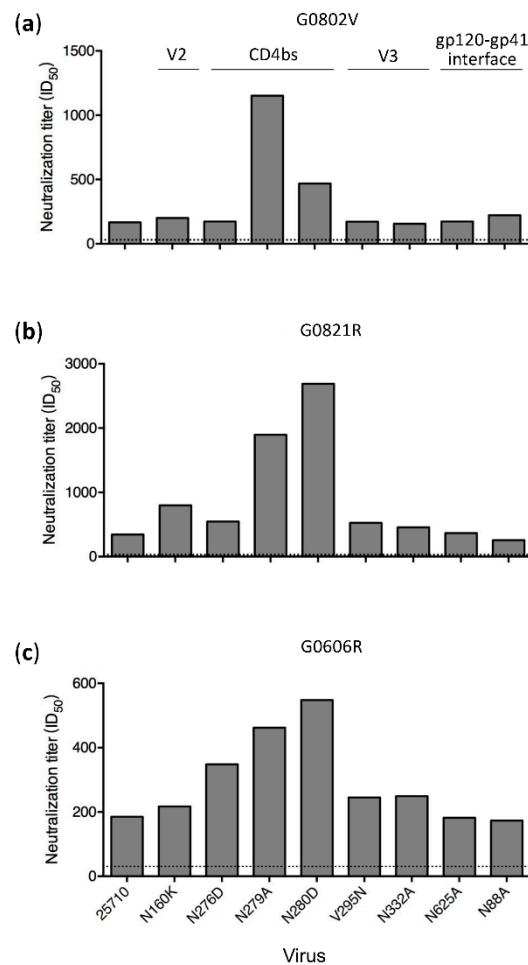 (a)
G0802V
V2
CD4bs
V3
gp120-gp41
interface
Neutralization titer (ID50)
1500
1000
500
0
(b)
G0821R
Neutralization titer (ID50)
3000
2000
1000
0
(c)
G0606R
Neutralization titer (ID50)
600
400
200
0
25710
N160K
N276D
N279A
N280D
V295N
N332A
N625A
N88A
Virus